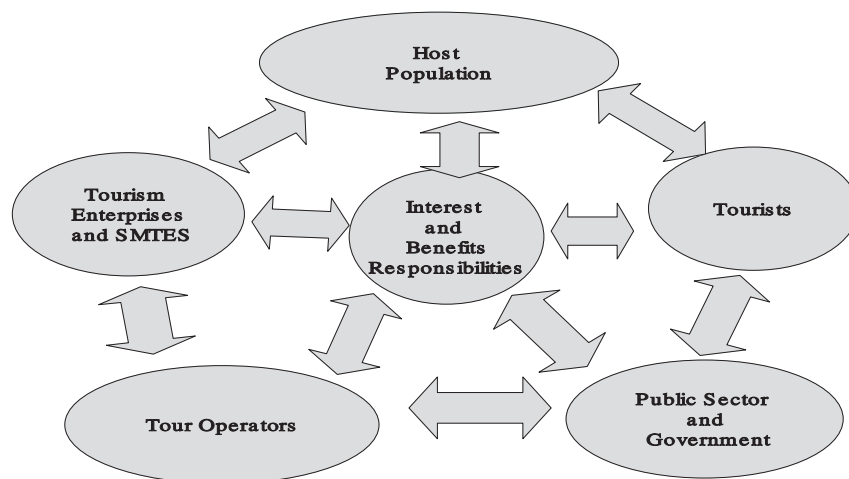 Host
Population
Tourism
Enterprises
and SMTES
Interest
and
Benefits
Responsibilities
Tourists
Tour Operators
Public Sector
and
Government